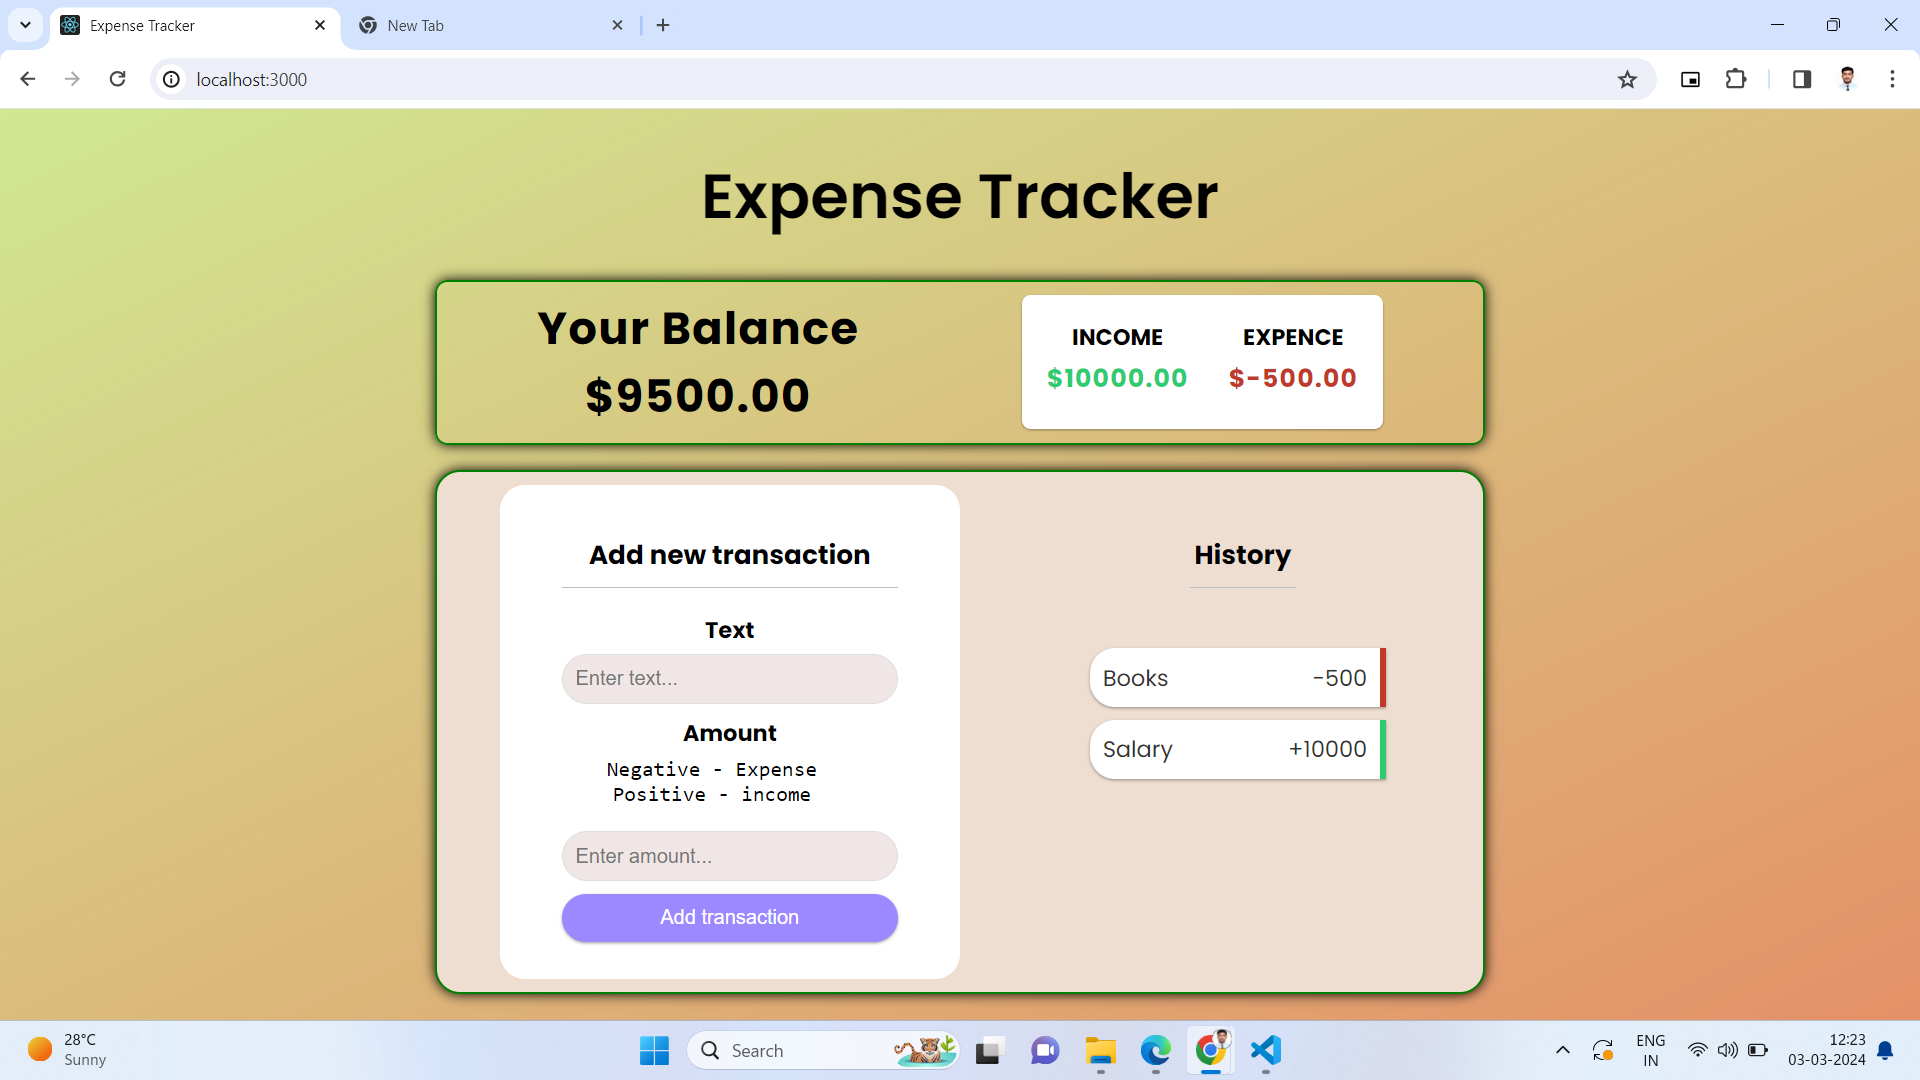 Expense Tracker
New Tab
localhost:3000
Expense Tracker
Your Balance
$9500.00
INCOME
$10000.00
EXPENCE
$-500.00
Add new transaction
Text
Enter text...
Amount
Negative - Expense
Positive - income
Enter amount...
Add transaction
History
Books -500
Salary +10000
28°C
Sunny
Search
ENG
IN
12:23
03-03-2024